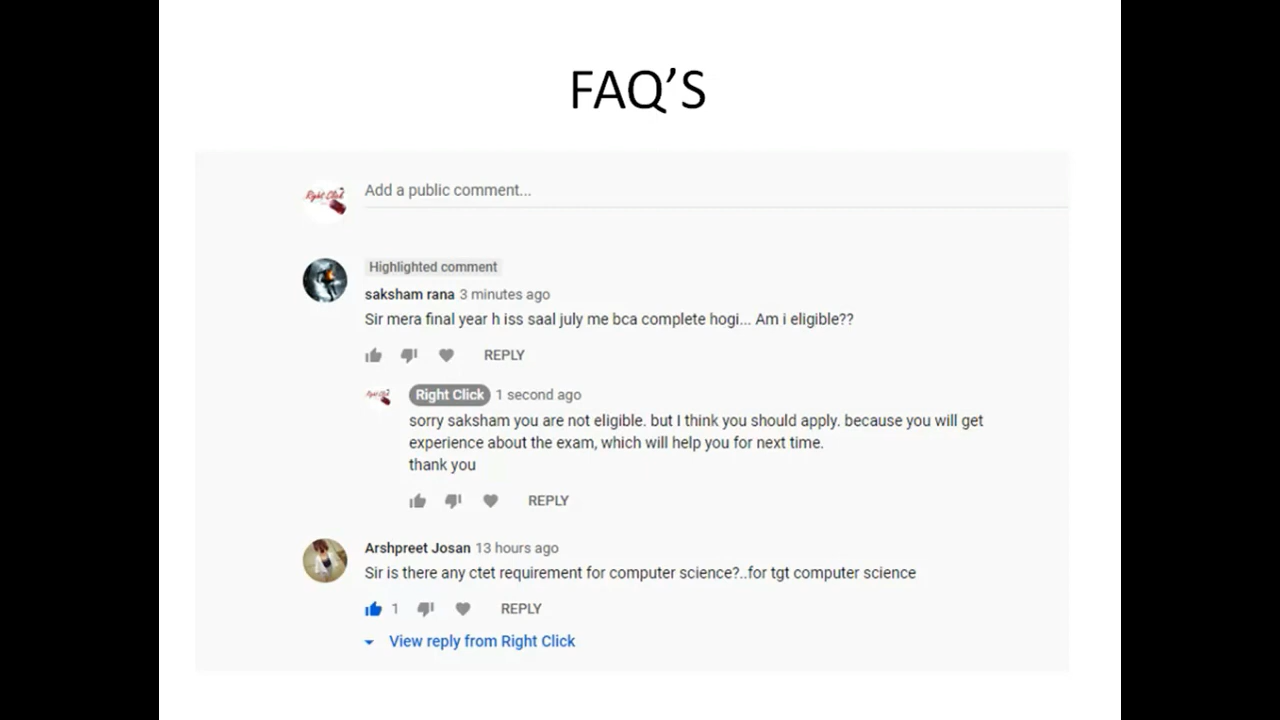 FAQ’S
Right Click
Add a public comment...
Highlighted comment
saksham rana 3 minutes ago
Sir mera final year h iss saal july me bca complete hogi... Am i eligible??
REPLY
Right Click 1 second ago
sorry saksham you are not eligible. but I think you should apply. because you will get
experience about the exam, which will help you for next time.
thank you
REPLY
Arshpreet Josan 13 hours ago
Sir is there any ctet requirement for computer science?..for tgt computer science
1 REPLY
View reply from Right Click